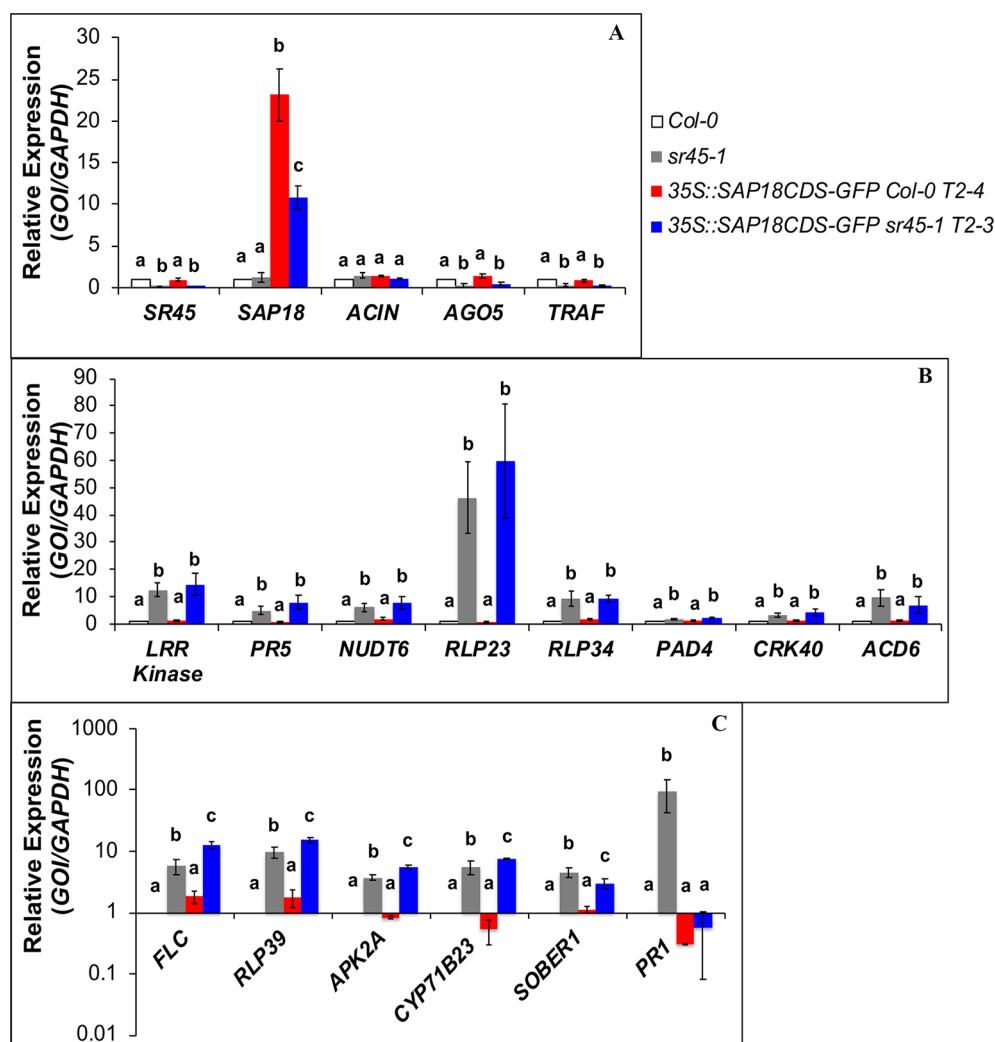 A
Relative Expression
(GOI/GAPDH)
30
25
20
15
10
5
0
a b a b
a a b c
a a a a
a b a b
a b a b
SR45 SAP18 ACIN AGO5 TRAF
Col-0
sr45-1
35S::SAP18CDS-GFP Col-0 T2-4
35S::SAP18CDS-GFP sr45-1 T2-3
B
Relative Expression
(GOI/GAPDH)
90
80
70
60
50
40
30
20
10
0
a b a b
a b a b
a b a b
a b a b
a b a b
a b a b
a b a b
a b a b
LRR
Kinase
PR5 NUDT6 RLP23 RLP34 PAD4 CRK40 ACD6
C
Relative Expression
(GOI/GAPDH)
1000
100
10
1
0.1
0.01
a b a c
a b a c
a b a c
a b a c
a b a c
a b a a
FLC RLP39 APK2A CYP71B23 SOBER1 PR1